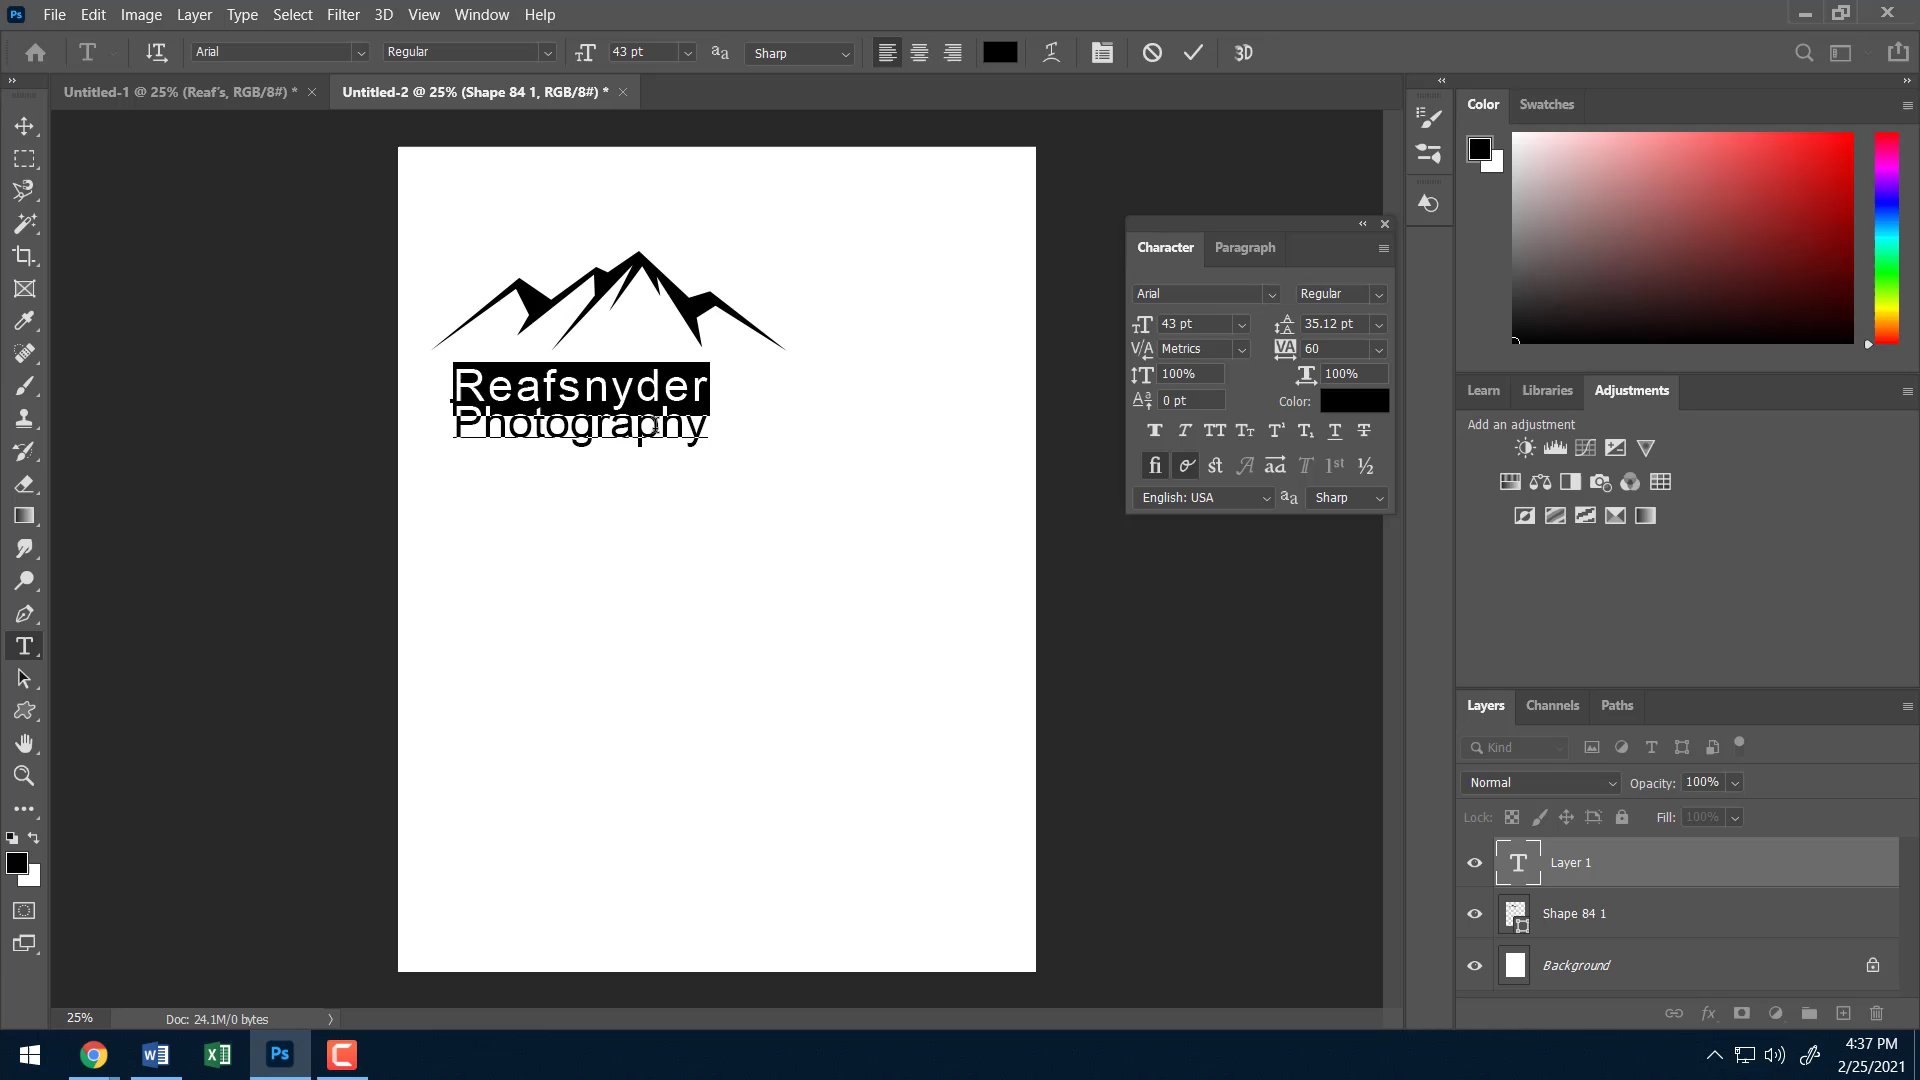 Ps File Edit Image Layer Type Select Filter 3D View Window Help
Arial Regular 43 pt Sharp 3D
Untitled-1 @ 25% (Reaf's, RGB/8#) * Untitled-2 @ 25% (Shape 84 1, RGB/8#) *
Color Swatches
Reafsnyder
Photography
Character Paragraph
Arial Regular
43 pt 35.12 pt
Metrics 60
100% 100%
0 pt Color:
English: USA Sharp
Learn Libraries Adjustments
Add an adjustment
Layers Channels Paths
Kind
Normal Opacity: 100%
Lock: Fill: 100%
Layer 1
Shape 84 1
Background
25% Doc: 24.1M/0 bytes
4:37 PM
2/25/2021